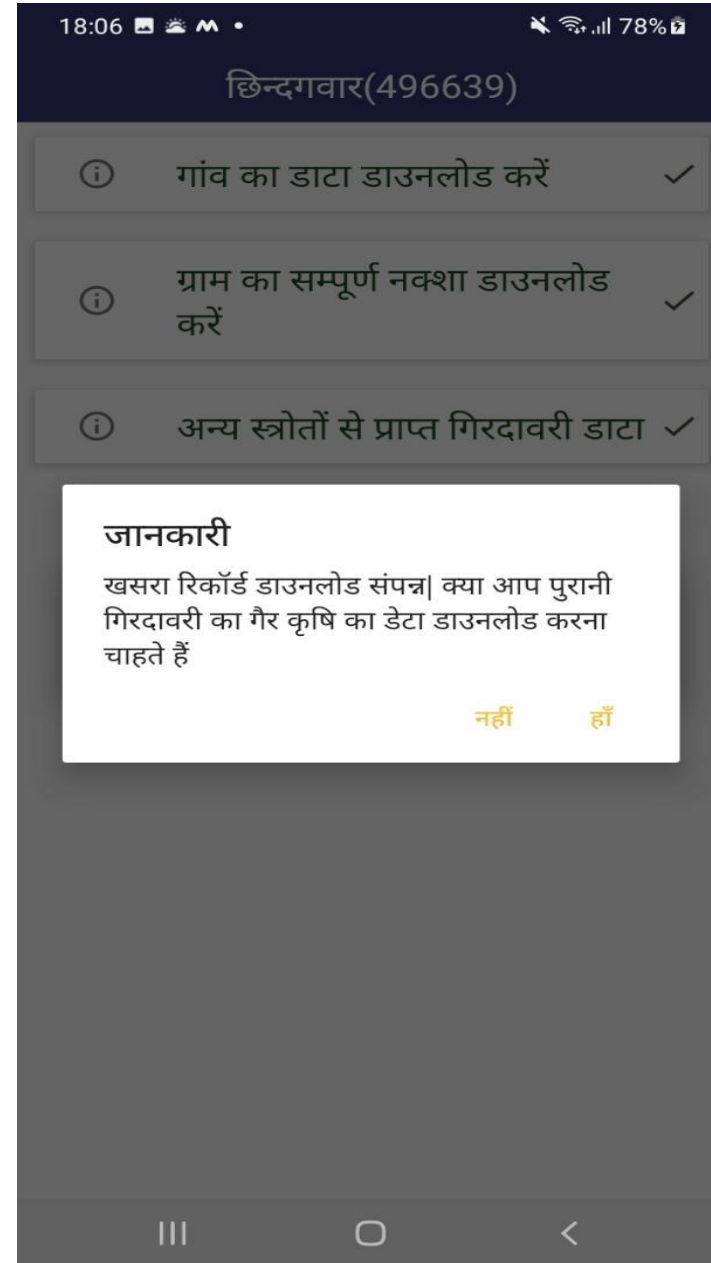 18:06
78%
छिन्दगवार(496639)
गांव का डाटा डाउनलोड करें
ग्राम का सम्पूर्ण नक्शा डाउनलोड
करें
अन्य स्त्रोतों से प्राप्त गिरदावरी डाटा
जानकारी
खसरा रिकॉर्ड डाउनलोड संपन्न| क्या आप पुरानी
गिरदावरी का गैर कृषि का डेटा डाउनलोड करना
चाहते हैं
नहीं हाँ